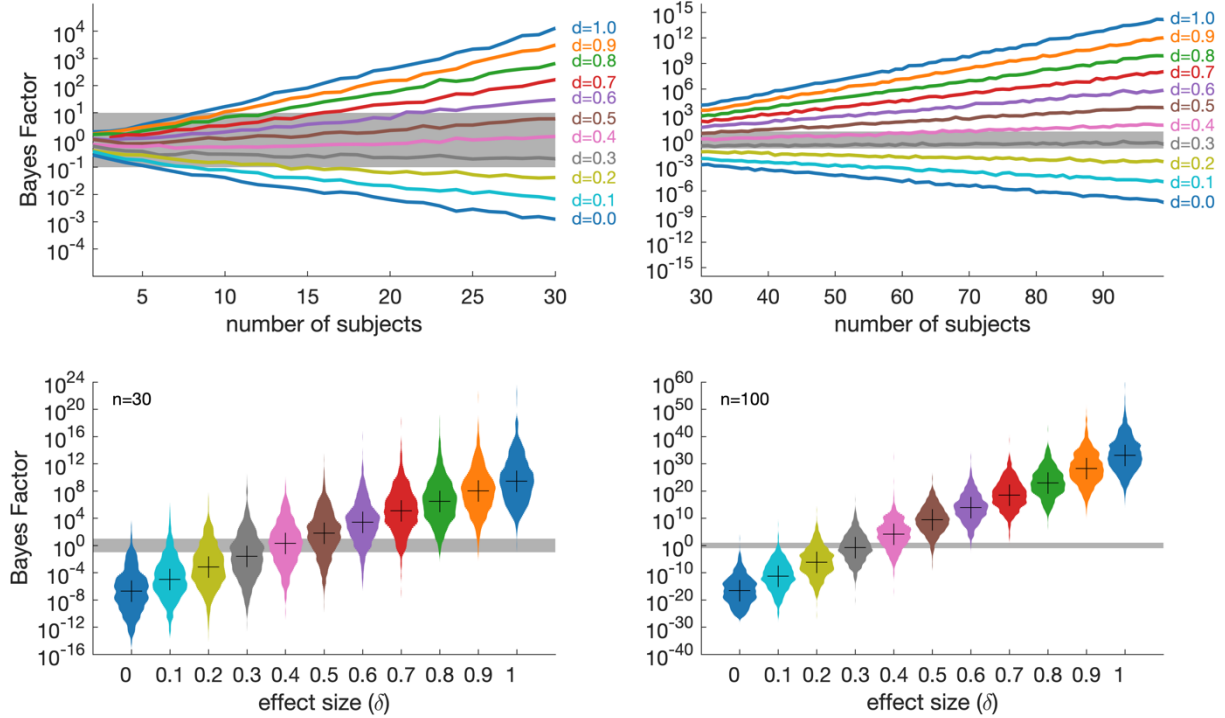 Bayes Factor
10^4
10^3
10^2
10^1
10^0
10^-1
10^-2
10^-3
10^-4
5
10
15
20
25
30
number of subjects
d=1.0
d=0.9
d=0.8
d=0.7
d=0.6
d=0.5
d=0.4
d=0.3
d=0.2
d=0.1
d=0.0
10^15
10^12
10^9
10^6
10^3
10^0
10^-3
10^-6
10^-9
10^-12
10^-15
30
40
50
60
70
80
90
number of subjects
d=1.0
d=0.9
d=0.8
d=0.7
d=0.6
d=0.5
d=0.4
d=0.3
d=0.2
d=0.1
d=0.0
Bayes Factor
10^24
10^20
10^16
10^12
10^8
10^4
10^0
10^-4
10^-8
10^-12
10^-16
n=30
0 0.1 0.2 0.3 0.4 0.5 0.6 0.7 0.8 0.9 1
effect size (δ)
10^60
10^50
10^40
10^30
10^20
10^10
10^0
10^-10
10^-20
10^-30
10^-40
n=100
0 0.1 0.2 0.3 0.4 0.5 0.6 0.7 0.8 0.9 1
effect size (δ)